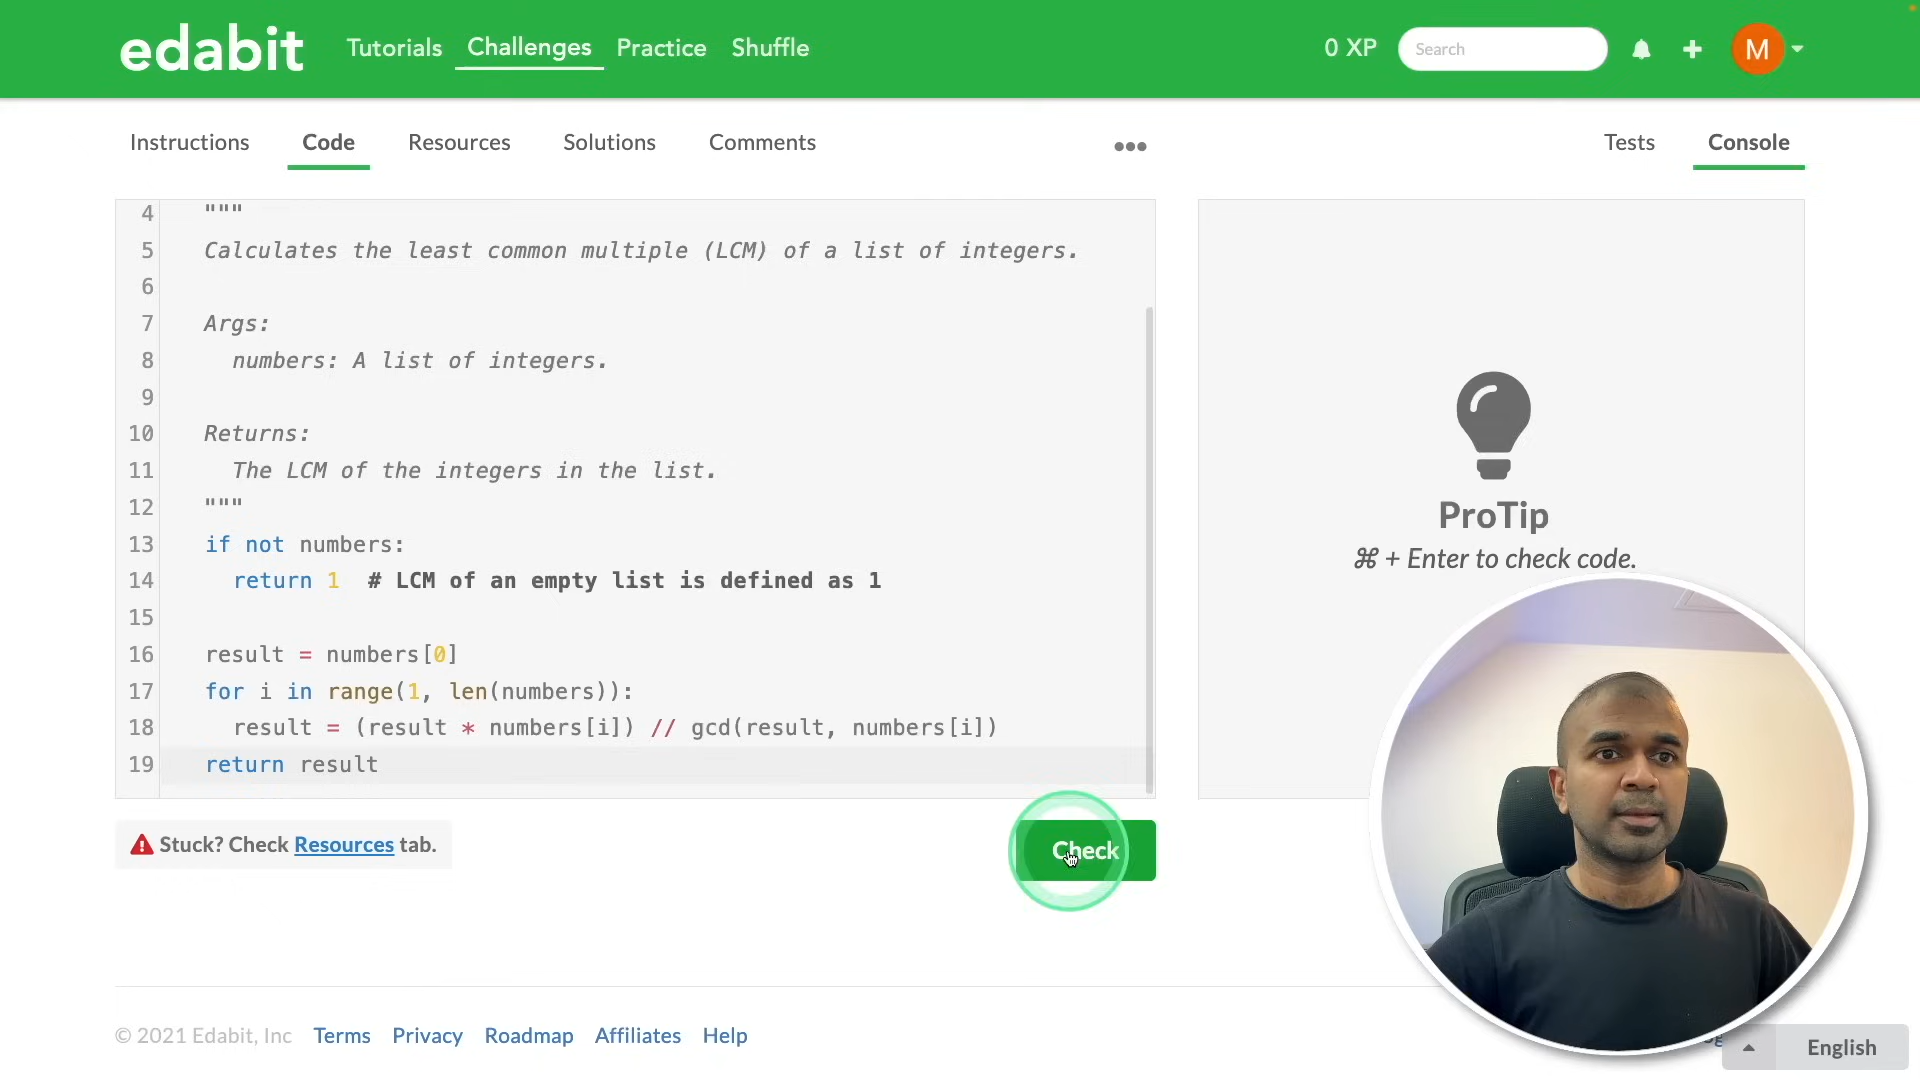 edabit
Tutorials
Challenges
Practice
Shuffle
0 XP
Search
M
Instructions
Code
Resources
Solutions
Comments
Tests
Console
4 """
5 Calculates the least common multiple (LCM) of a list of integers.
6
7 Args:
8 numbers: A list of integers.
9
10 Returns:
11 The LCM of the integers in the list.
12 """
13 if not numbers:
14 return 1 # LCM of an empty list is defined as 1
15
16 result = numbers[0]
17 for i in range(1, len(numbers)):
18 result = (result * numbers[i]) // gcd(result, numbers[i])
19 return result
ProTip
⌘ + Enter to check code.
Stuck? Check Resources tab.
Check
© 2021 Edabit, Inc
Terms
Privacy
Roadmap
Affiliates
Help
English